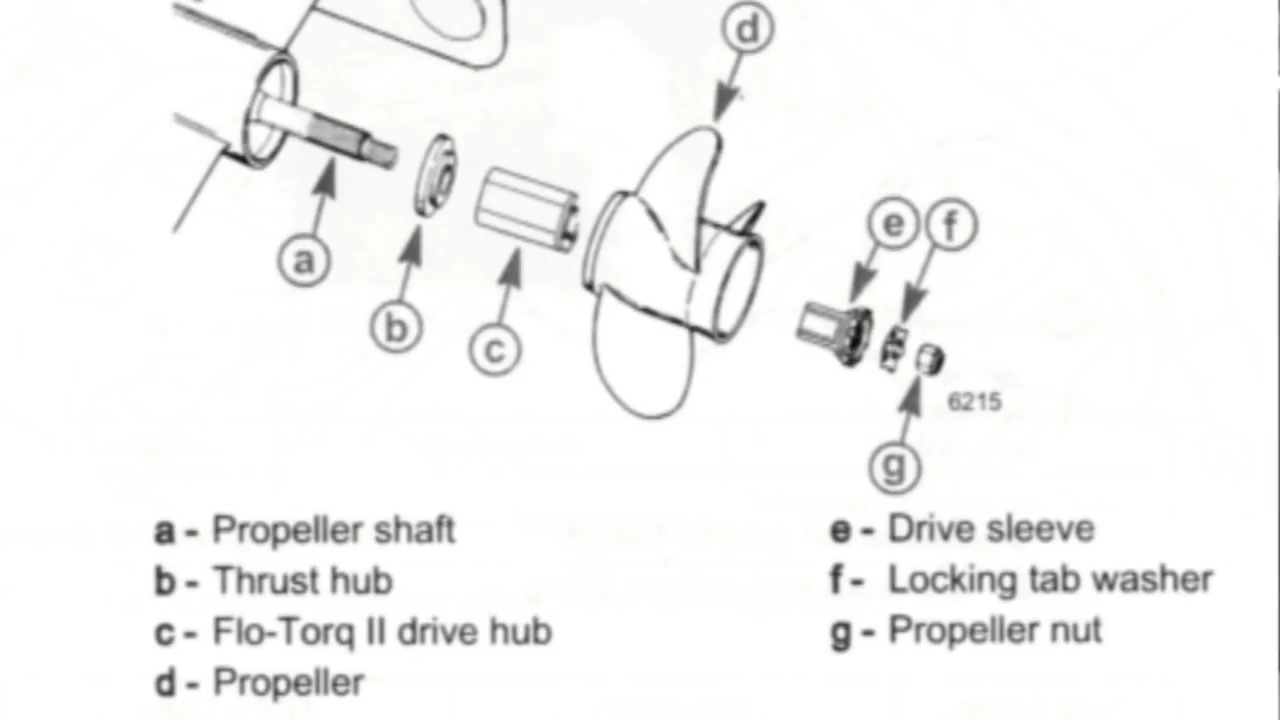 d
a
b
c
e
f
g
6215
a - Propeller shaft
b - Thrust hub
c - Flo-Torq II drive hub
d - Propeller
e - Drive sleeve
f - Locking tab washer
g - Propeller nut